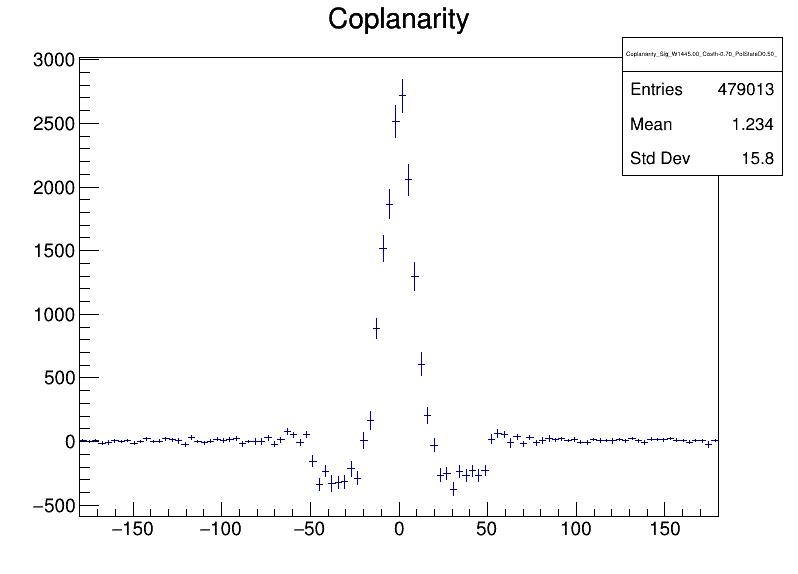 Coplanarity
Coplanarity_Sig_W1445.00_Costh-0.70_PolStateD0.50_
Entries 479013
Mean 1.234
Std Dev 15.8
3000
2500
2000
1500
1000
500
0
−500
−150 −100 −50 0 50 100 150